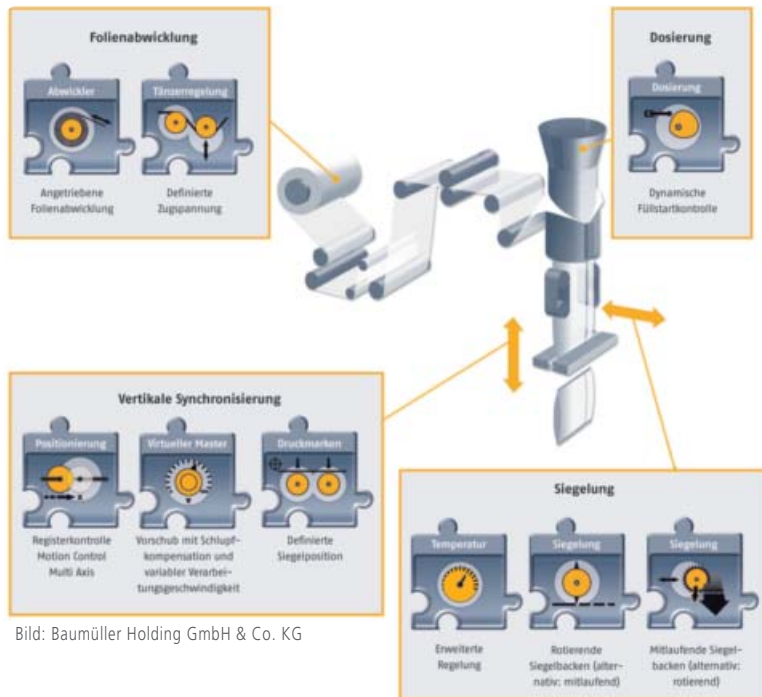 Folienabwicklung
Abwickler
Angetriebene
Folienabwicklung
Tänzerregelung
Definierte
Zugspannung
Dosierung
Dosierung
Dynamische
Füllstartkontrolle
Vertikale Synchronisierung
Positionierung
Registerkontrolle
Motion Control
Multi Axis
Virtueller Master
Vorschub mit Schlupf-
kompensation und
variabler Verarbei-
tungsgeschwindigkeit
Druckmarken
Definierte
Siegelposition
Siegelung
Temperatur
Erweiterte
Regelung
Siegelung
Rotierende
Siegelbacken (alter-
nativ: mitlaufend)
Siegelung
Mitlaufende Siegel-
backen (alternativ:
rotierend)
Bild: Baumüller Holding GmbH & Co. KG